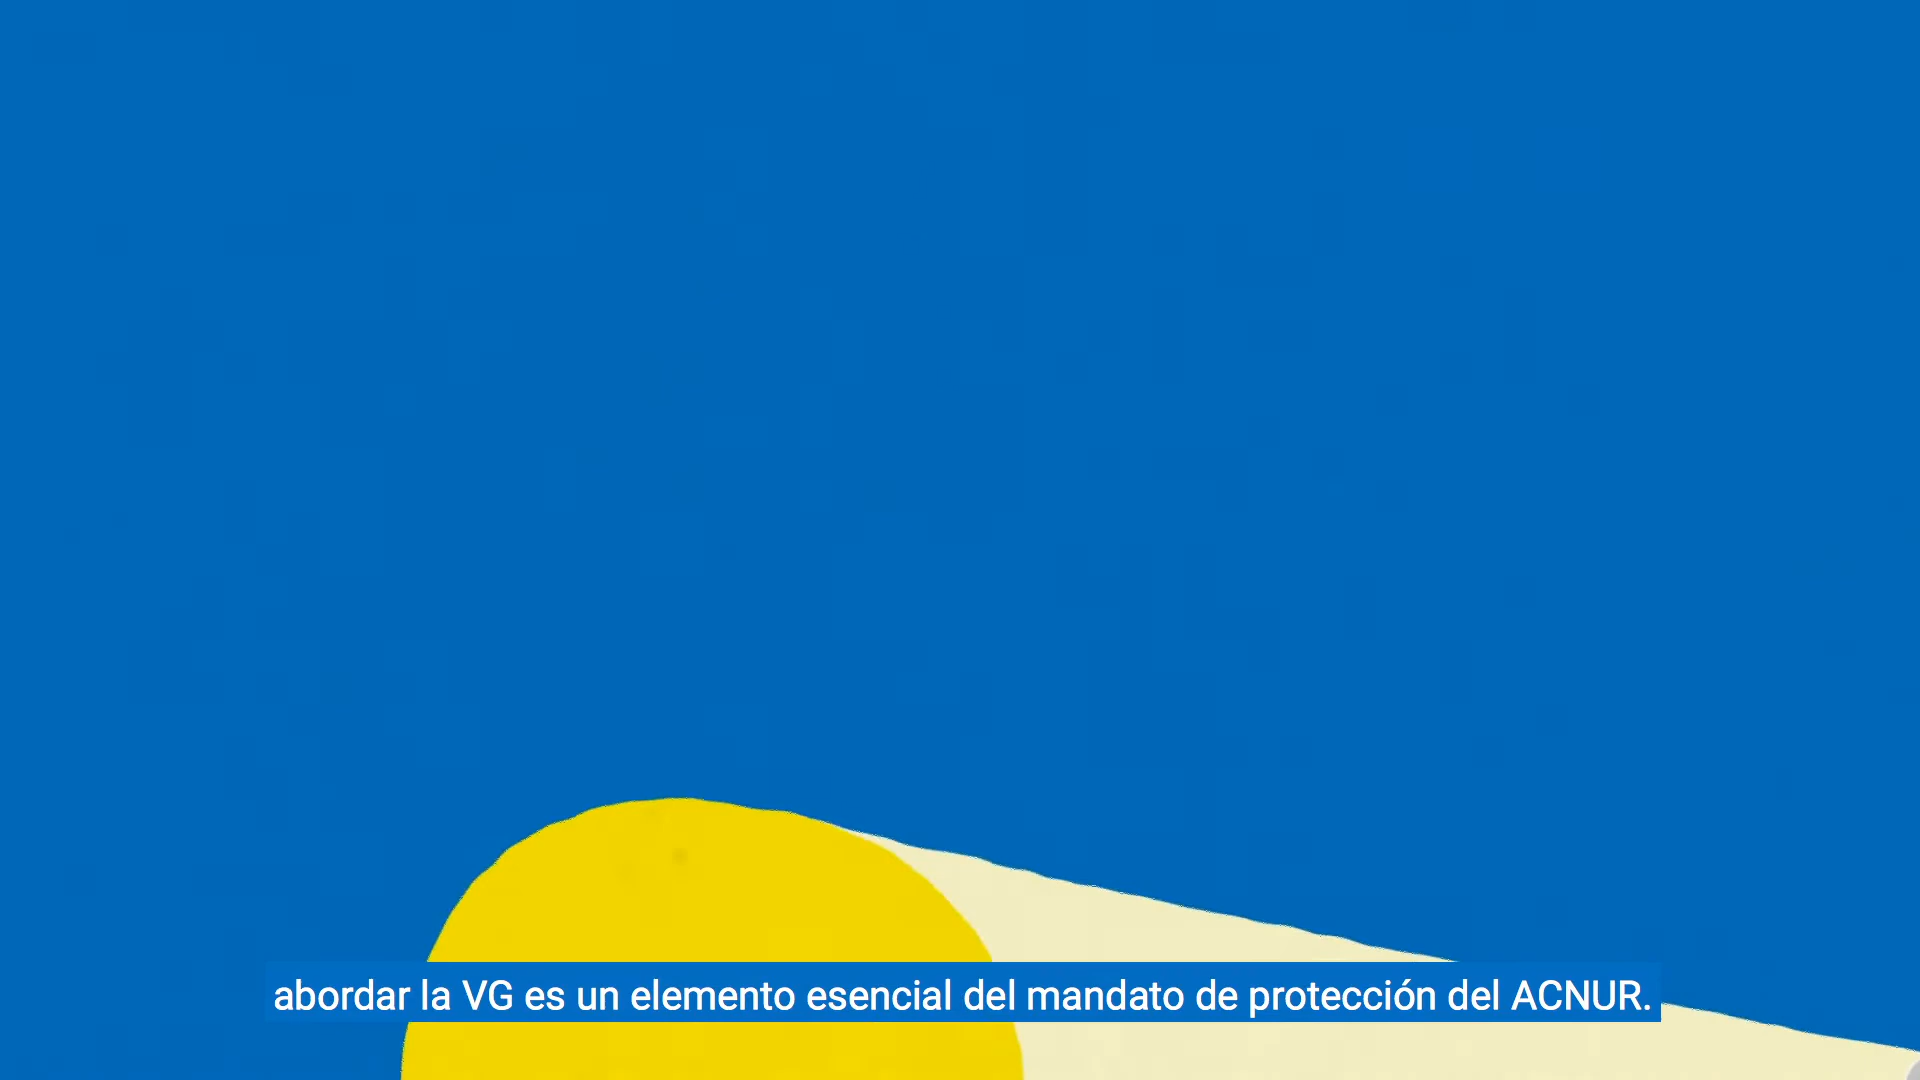 abordar la VG es un elemento esencial del mandato de protección del ACNUR.